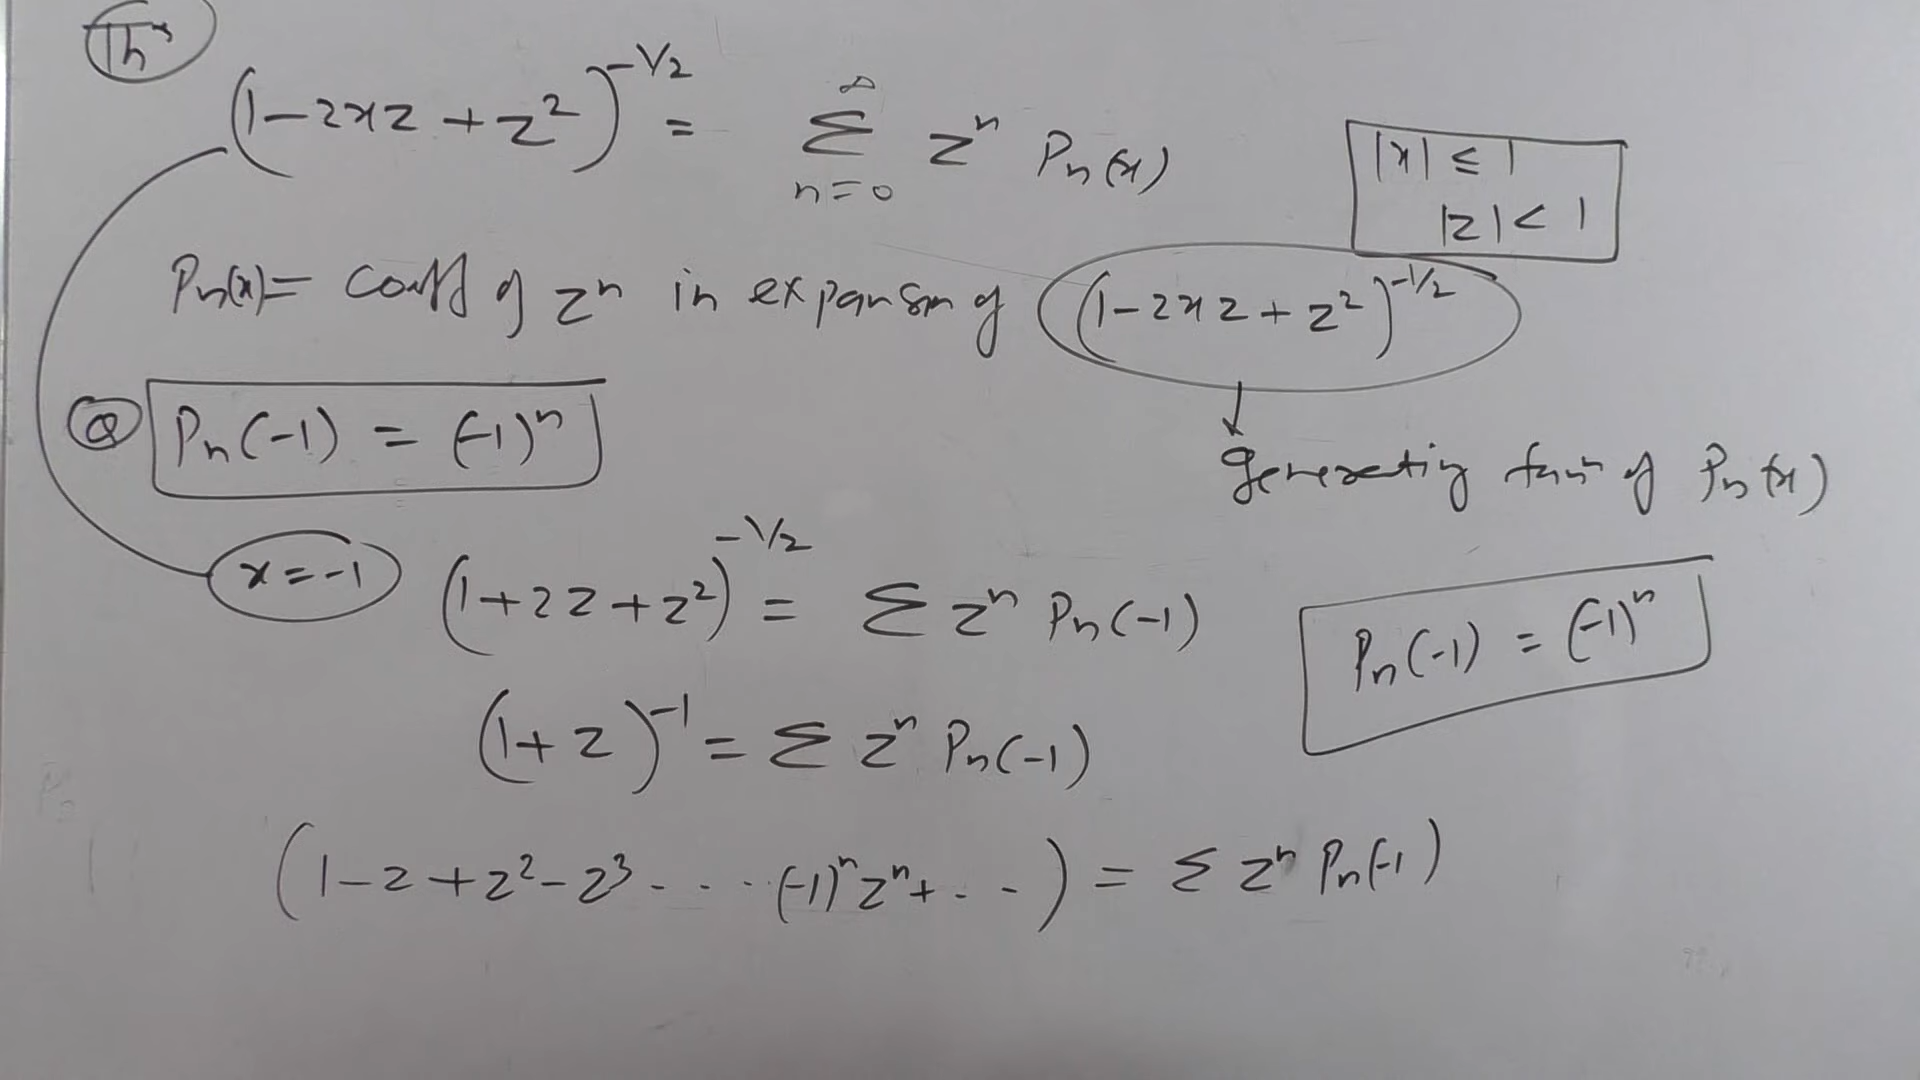 Thᵐ
(1-2xz+z²)^{-1/2} = Σ_{n=0}^{∞} zⁿ Pₙ(x)
|x| ≤ 1
|z| < 1
Pₙ(x) = coeff of zⁿ in expansion of (1-2xz+z²)^{-1/2}
Q Pₙ(-1) = (-1)ⁿ
generating funⁿ of Pₙ(x)
x=-1 (1+2z+z²)^{-1/2} = Σ zⁿ Pₙ(-1)
Pₙ(-1) = (-1)ⁿ
(1+z)^{-1} = Σ zⁿ Pₙ(-1)
(1-z+z²-z³- - - - (-1)ⁿzⁿ+ - - -) = Σ zⁿ Pₙ(-1)